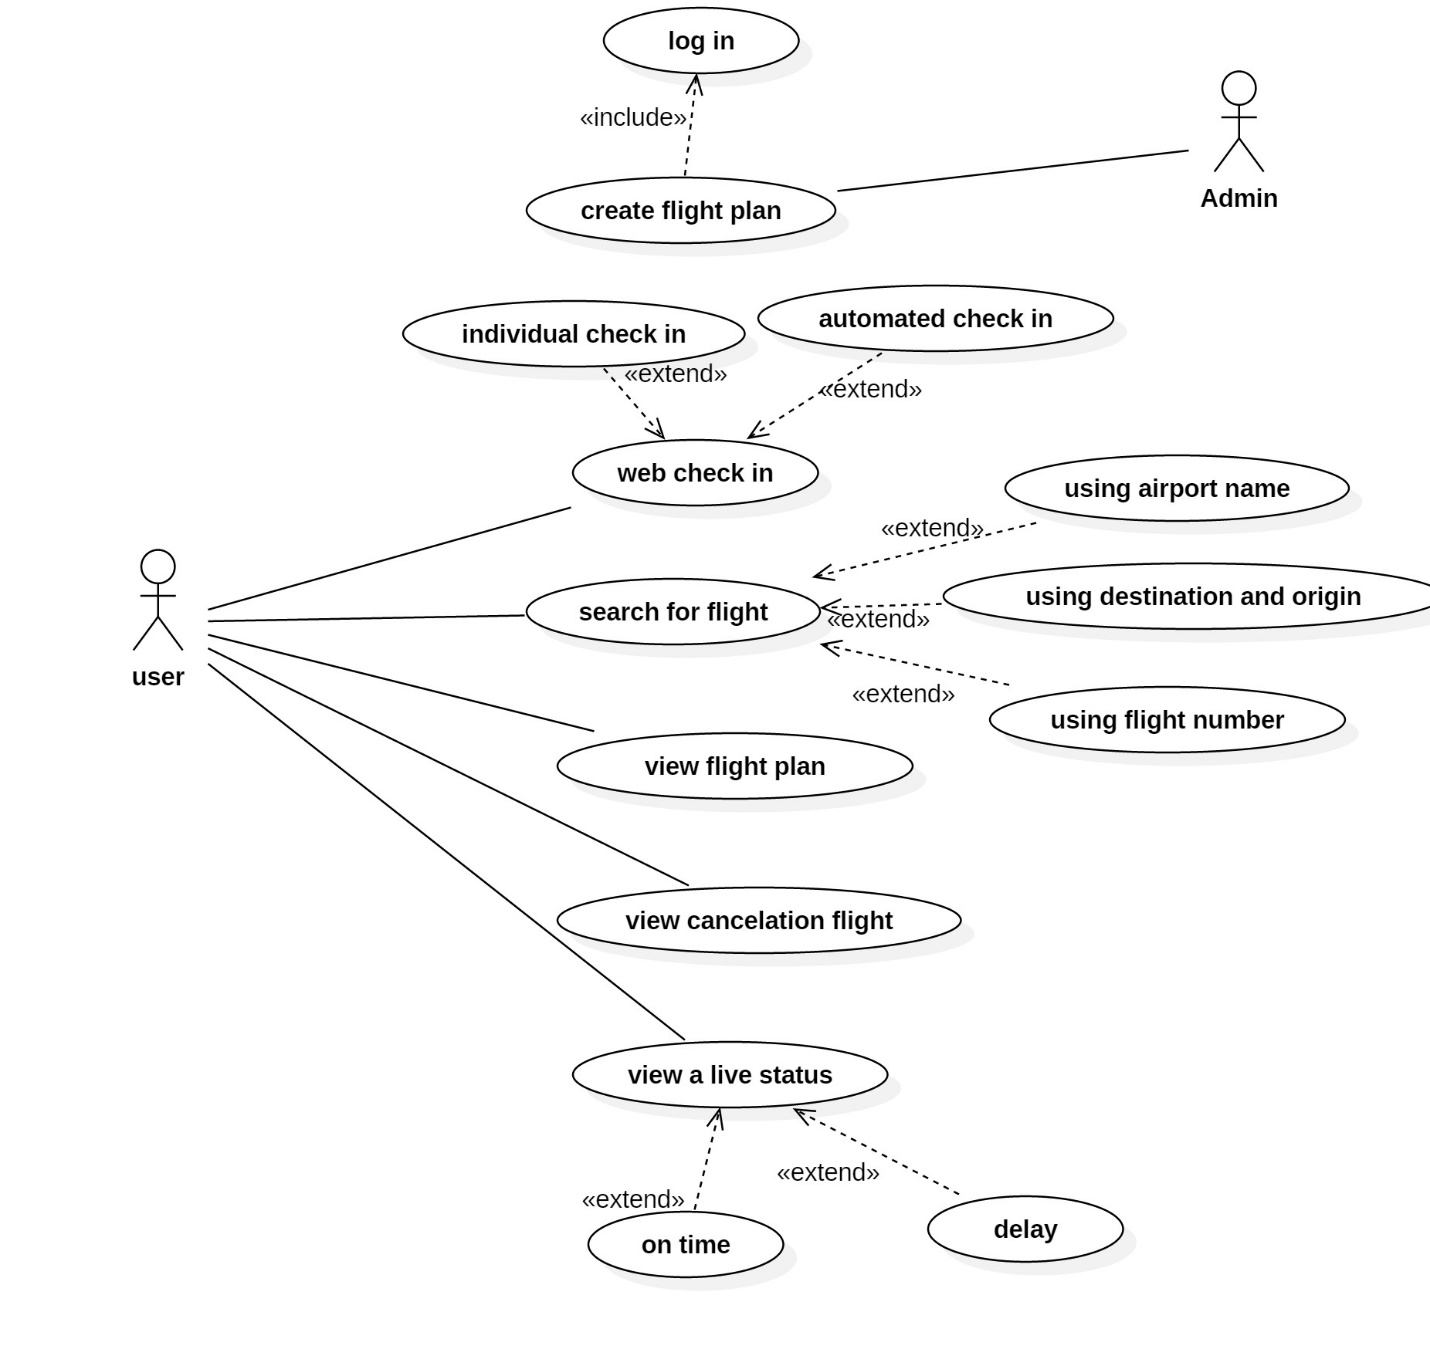 log in
«include»
Admin
create flight plan
individual check in
automated check in
«extend»
«extend»
web check in
using airport name
«extend»
using destination and origin
search for flight
«extend»
user
«extend»
using flight number
view flight plan
view cancelation flight
view a live status
«extend»
«extend»
on time
delay